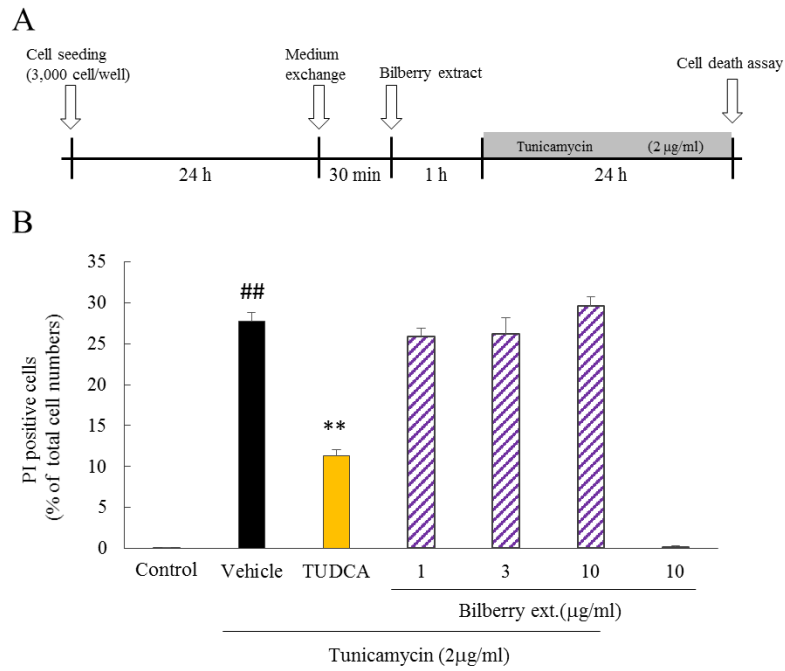 A
Cell seeding
(3,000 cell/well)
Medium
exchange
Bilberry extract
Cell death assay
Tunicamycin (2 μg/ml)
24 h
30 min
1 h
24 h
B
PI positive cells
(% of total cell numbers)
35
30
25
20
15
10
5
0
##
**
Control Vehicle TUDCA 1 3 10 10
Bilberry ext.(μg/ml)
Tunicamycin (2μg/ml)